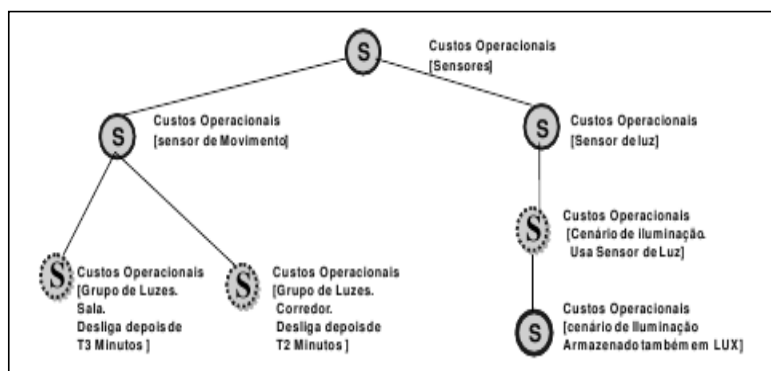 S
Custos Operacionais
[Sensores]
S
Custos Operacionais
[sensor de Movimento]
S
Custos Operacionais
[Sensor de luz]
S
Custos Operacionais
[Cenário de iluminação.
Usa Sensor de Luz]
S
Custos Operacionais
[Grupo de Luzes.
Sala.
Desliga depois de
T3 Minutos ]
S
Custos Operacionais
[Grupo de Luzes.
Corredor.
Desliga depois de
T2 Minutos ]
S
Custos Operacionais
[cenário de Iluminação
Armazenado também em LUX]